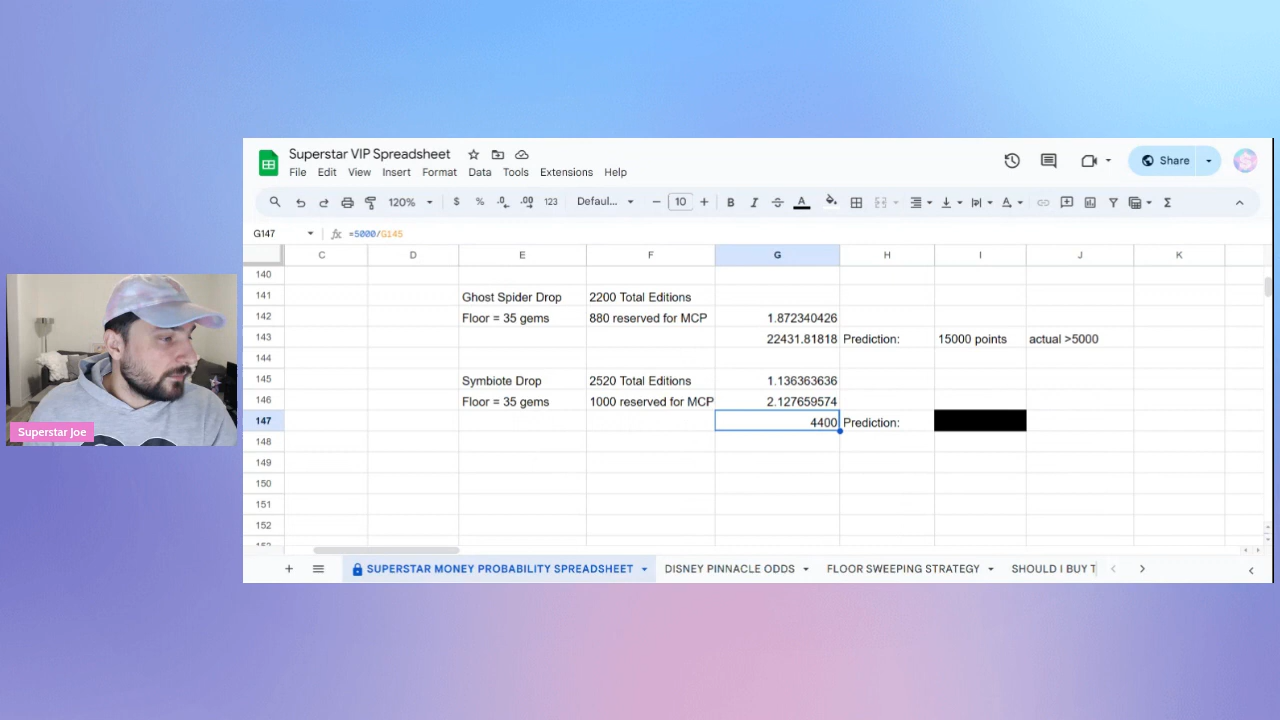 Superstar VIP Spreadsheet
Share
File Edit View Insert Format Data Tools Extensions Help
120% $ % .0 .00 123 Defaul... − 10 + B I A Σ
G147 fx =5000/G145
C D E F G H I J K
140
141 Ghost Spider Drop 2200 Total Editions
142 Floor = 35 gems 880 reserved for MCP 1.872340426
143 22431.81818 Prediction: 15000 points actual >5000
144
145 Symbiote Drop 2520 Total Editions 1.136363636
146 Floor = 35 gems 1000 reserved for MCP 2.127659574
147 4400 Prediction:
148
149
150
151
152
Superstar Joe
+ SUPERSTAR MONEY PROBABILITY SPREADSHEET DISNEY PINNACLE ODDS FLOOR SWEEPING STRATEGY SHOULD I BUY T